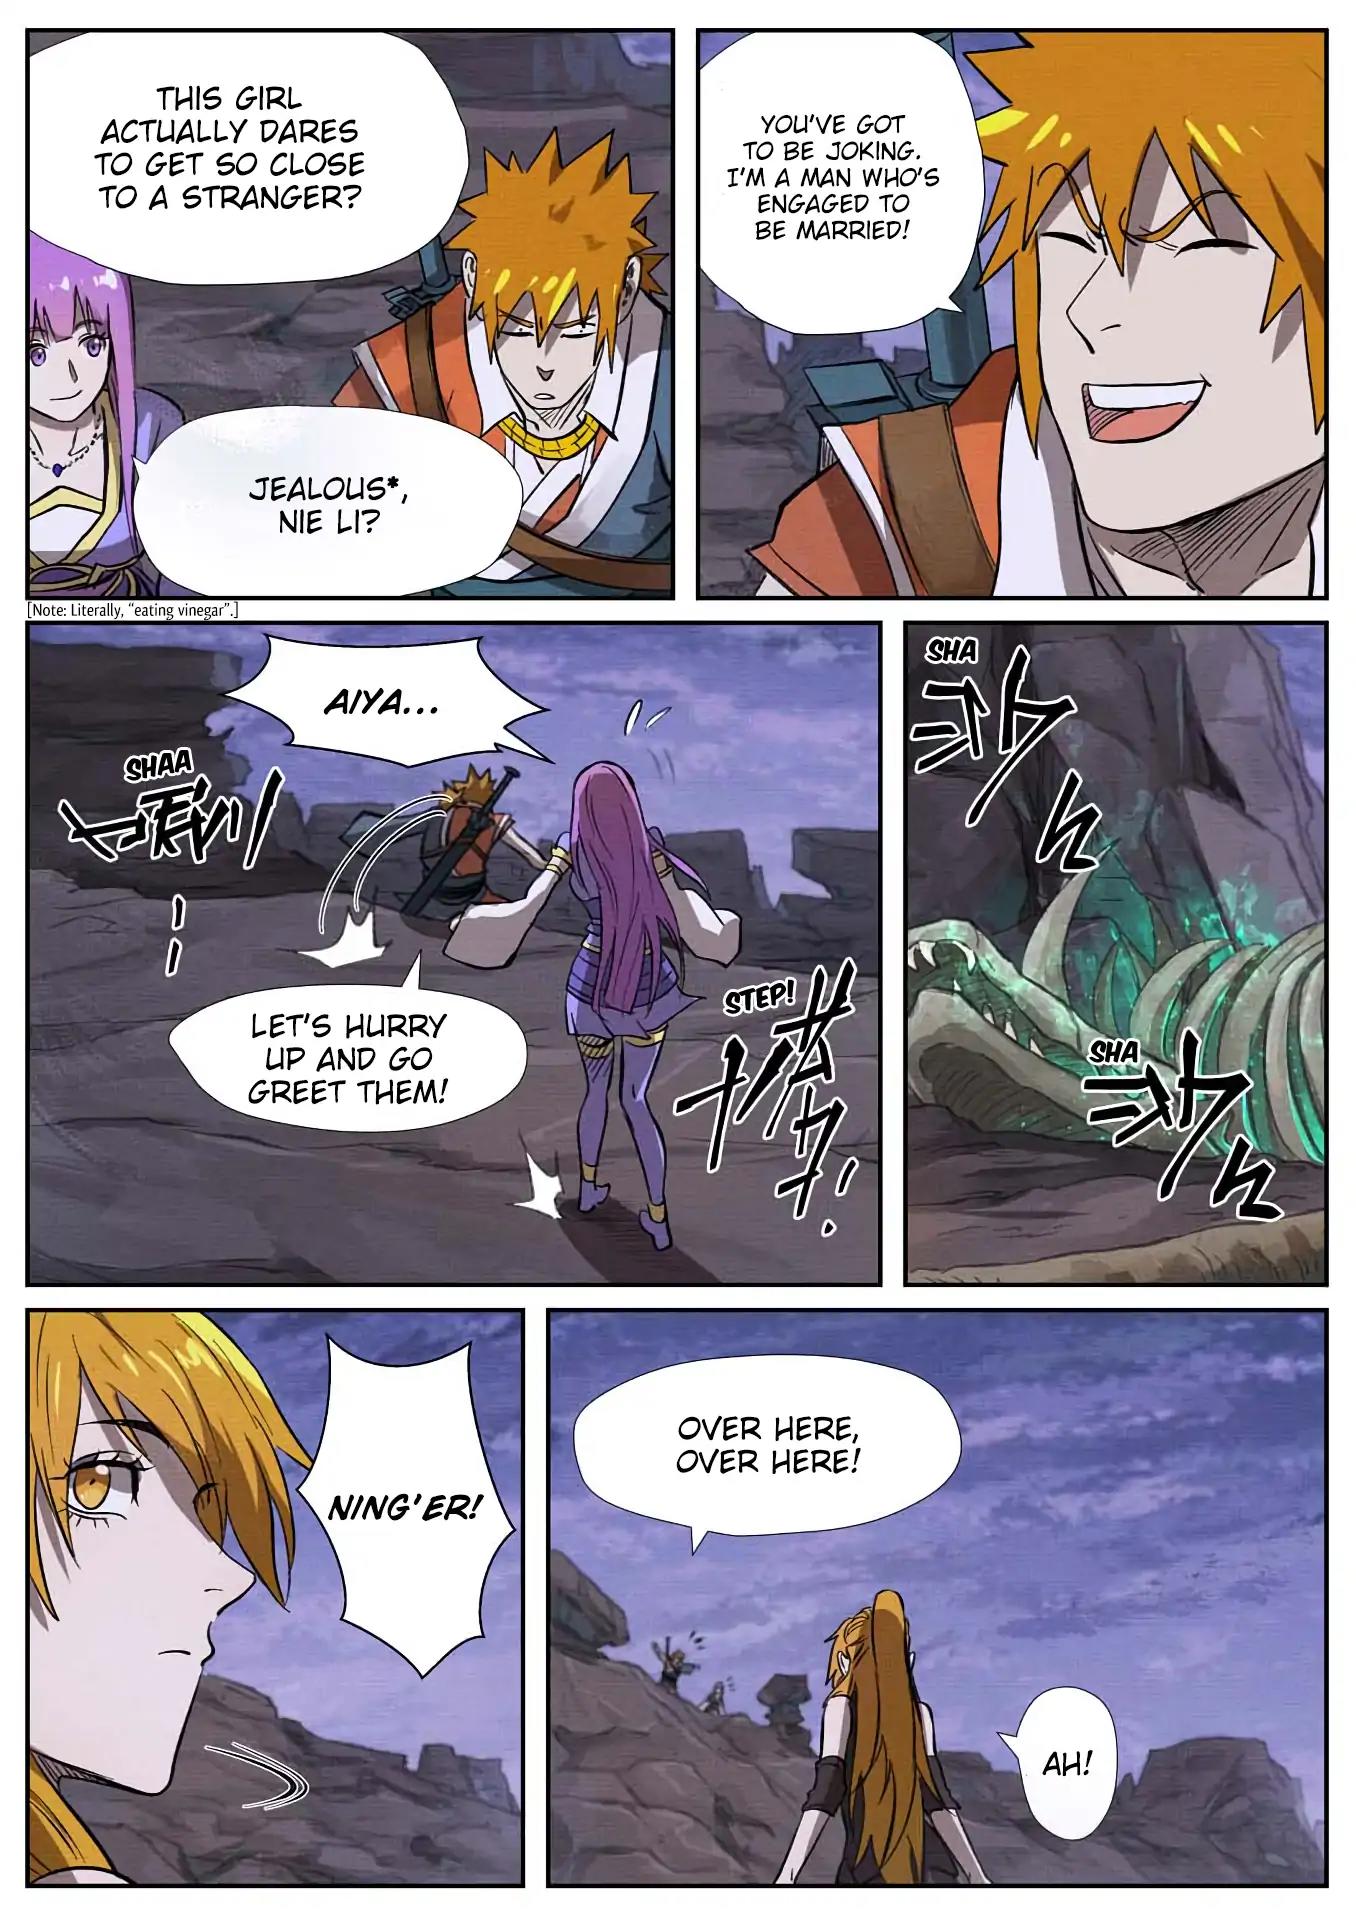 THIS GIRL
ACTUALLY DARES
TO GET SO CLOSE
TO A STRANGER?
JEALOUS*,
NIE LI?
[Note: Literally, "eating vinegar".]
YOU'VE GOT
TO BE JOKING.
I'M A MAN WHO'S
ENGAGED TO
BE MARRIED!
AIYA...
SHAA
LET'S HURRY
UP AND GO
GREET THEM!
STEP!
SHA
SHA
NING'ER!
OVER HERE,
OVER HERE!
AH!